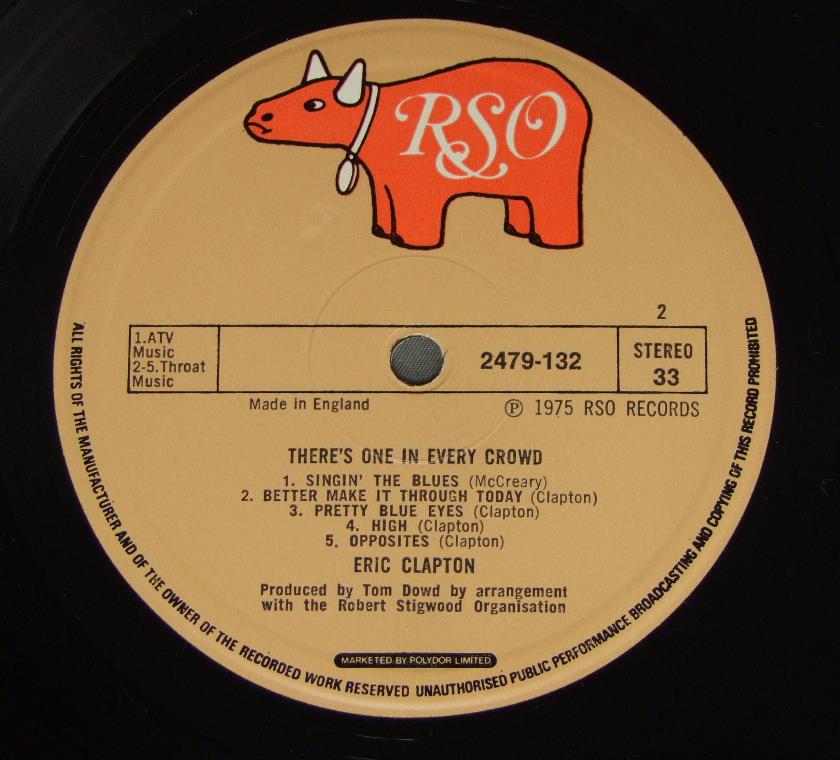 RSO
2
1.ATV
Music
2-5.Throat
Music
2479-132
STEREO
33
Made in England
Ⓟ 1975 RSO RECORDS
THERE'S ONE IN EVERY CROWD
1. SINGIN' THE BLUES (McCreary)
2. BETTER MAKE IT THROUGH TODAY (Clapton)
3. PRETTY BLUE EYES (Clapton)
4. HIGH (Clapton)
5. OPPOSITES (Clapton)
ERIC CLAPTON
Produced by Tom Dowd by arrangement
with the Robert Stigwood Organisation
MARKETED BY POLYDOR LIMITED
ALL RIGHTS OF THE MANUFACTURER AND OF THE OWNER OF THE RECORDED WORK RESERVED UNAUTHORISED PUBLIC PERFORMANCE BROADCASTING AND COPYING OF THIS RECORD PROHIBITED